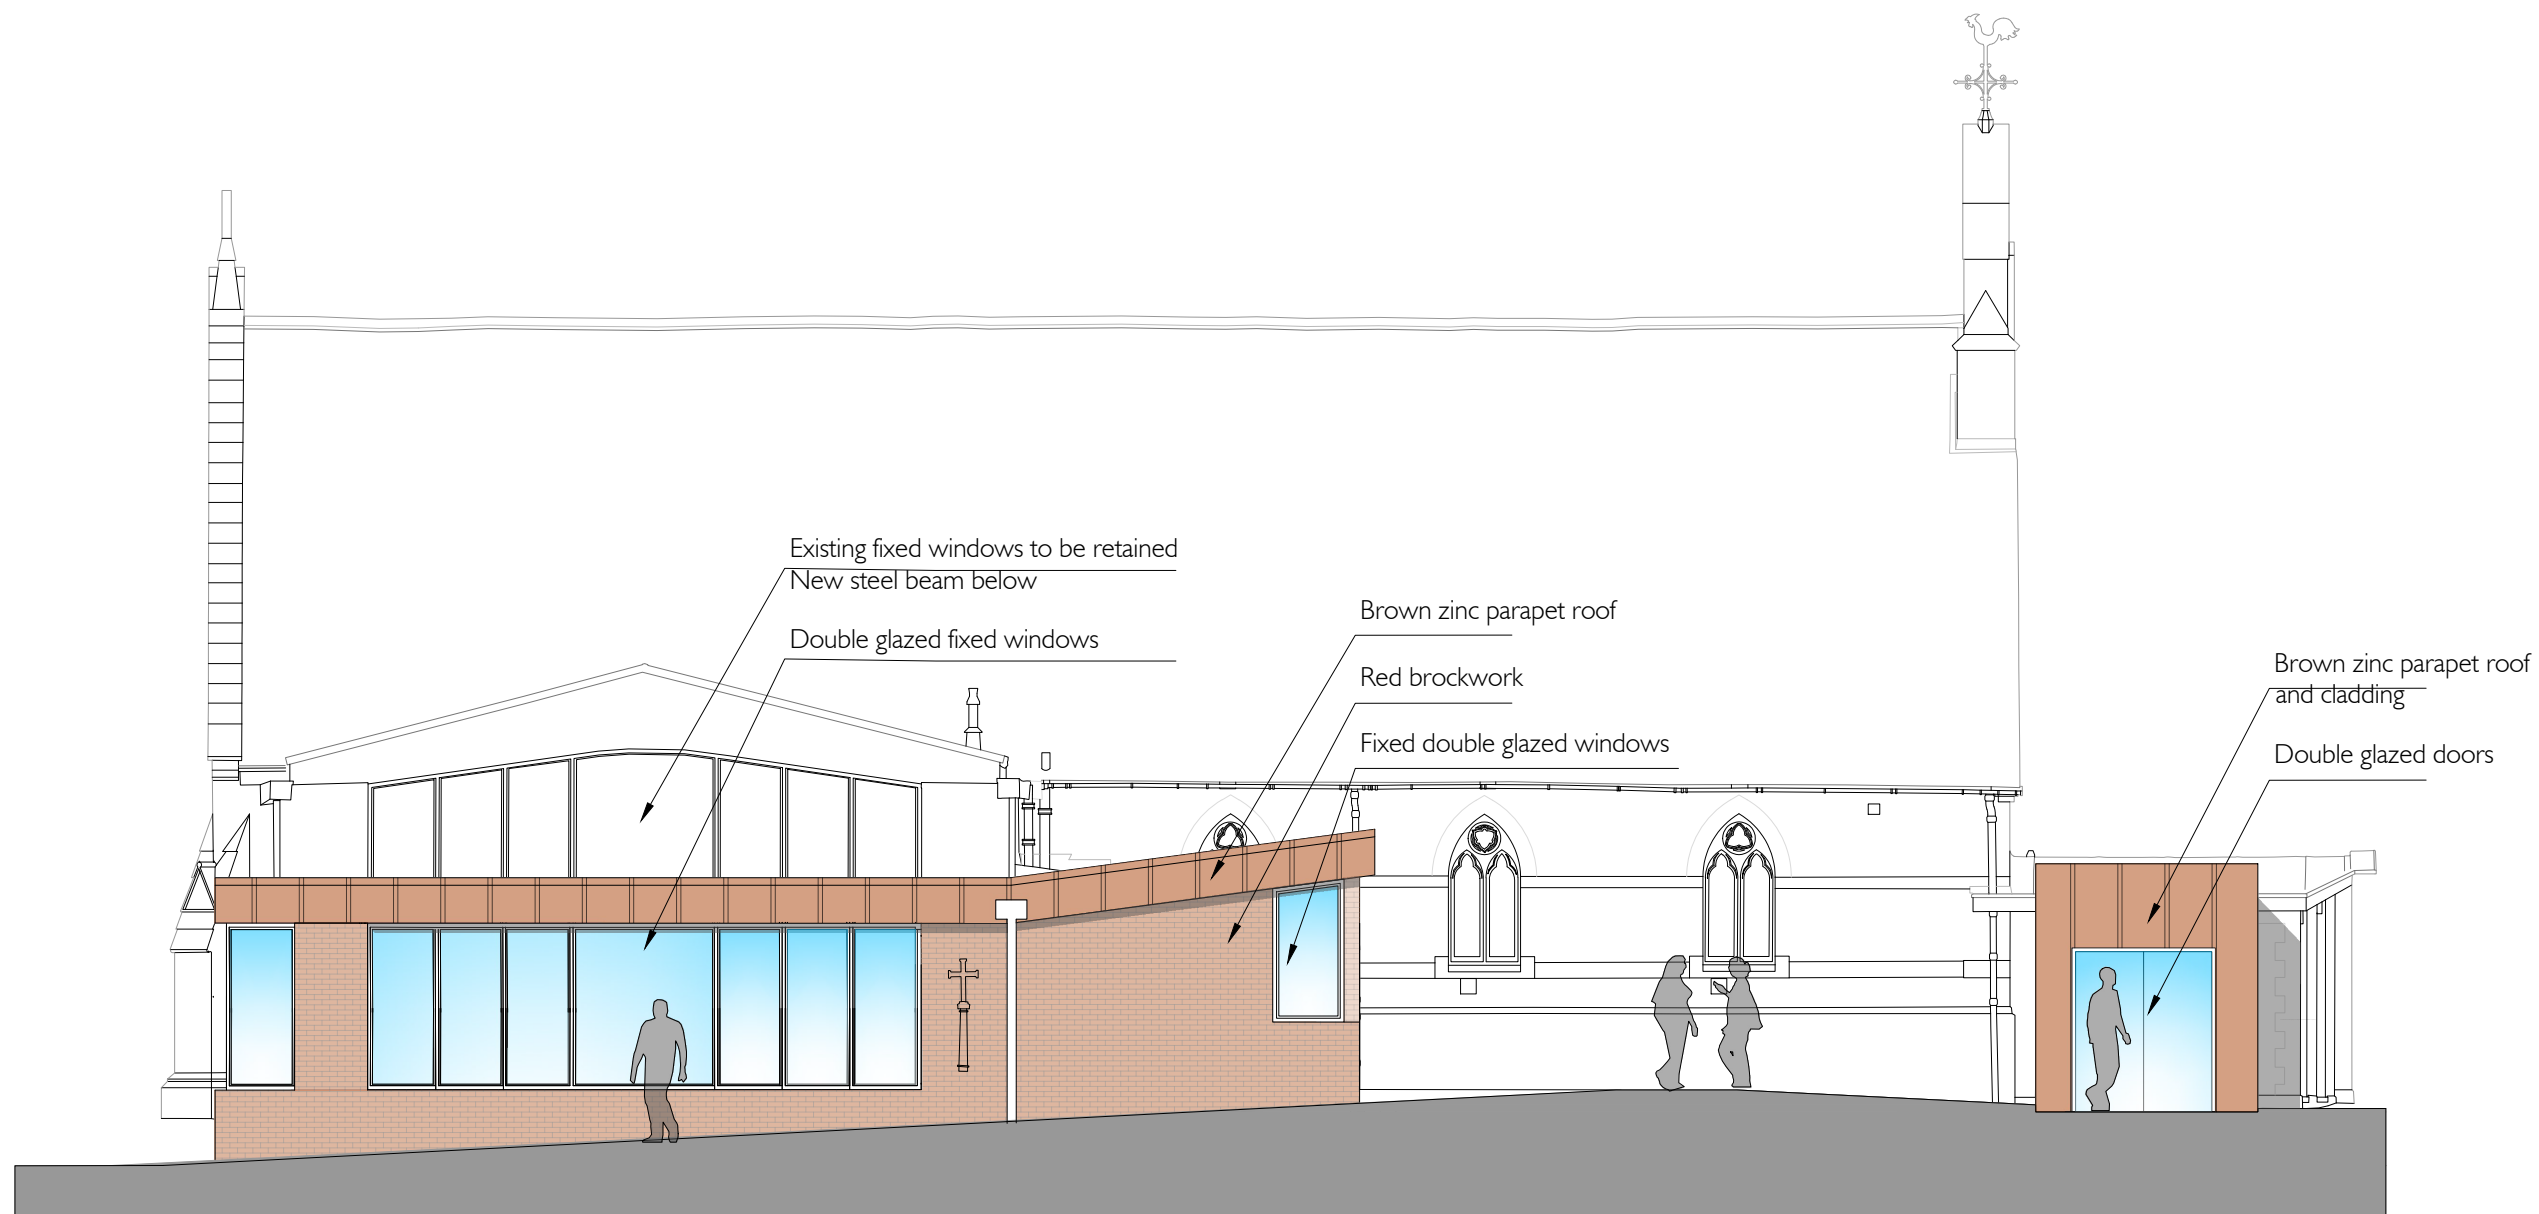 Existing fixed windows to be retained
New steel beam below
Double glazed fixed windows
Brown zinc parapet roof
Red brockwork
Fixed double glazed windows
Brown zinc parapet roof
and cladding
Double glazed doors